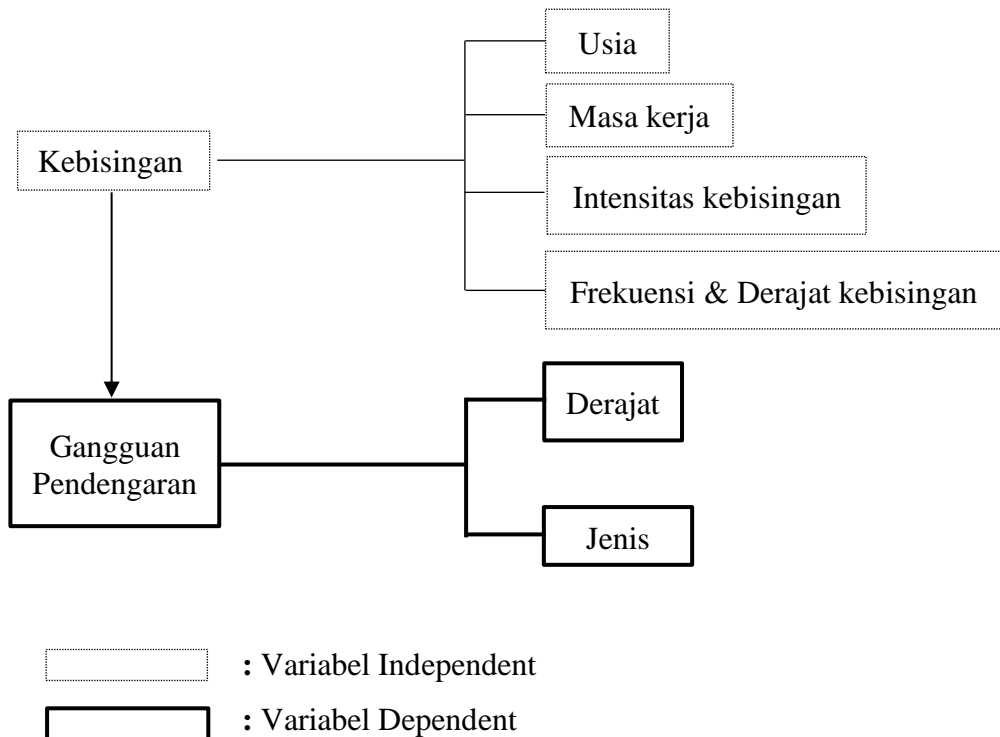 Usia
Masa kerja
Kebisingan
Intensitas kebisingan
Frekuensi & Derajat kebisingan
Derajat
Gangguan
Pendengaran
Jenis
: Variabel Independent
: Variabel Dependent